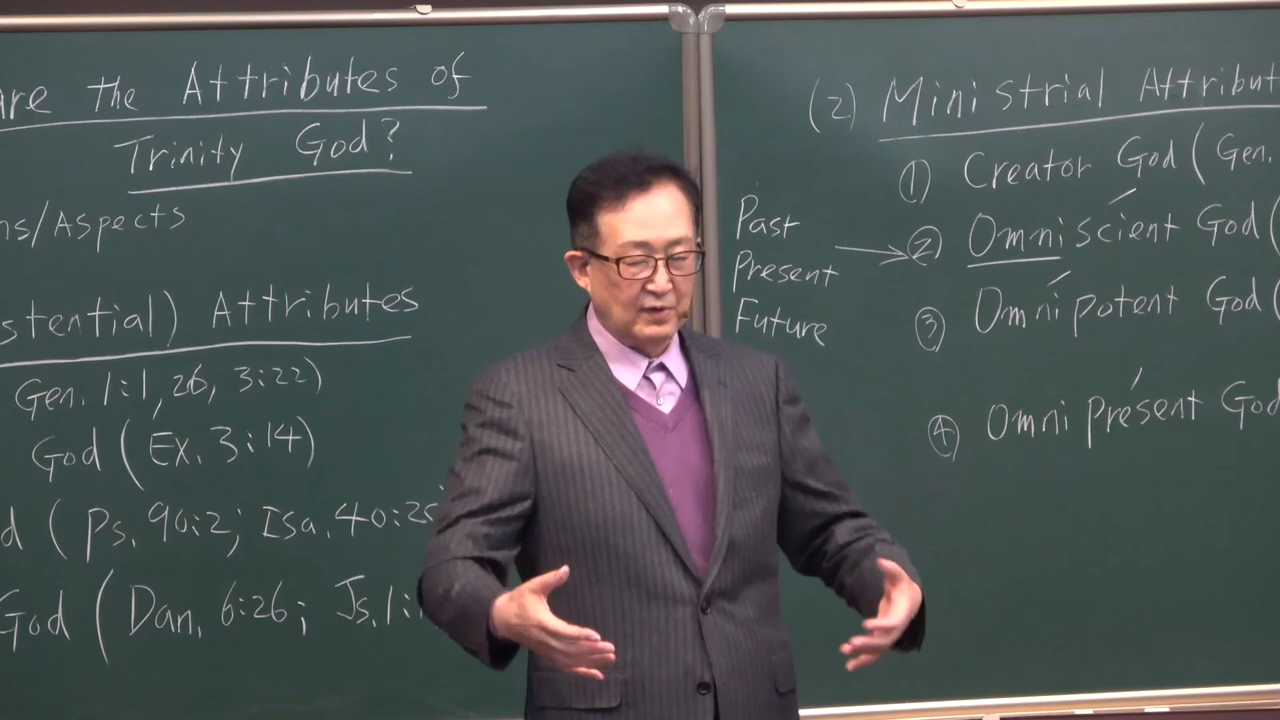 are the Attributes of
Trinity God?
ns/Aspects
stential) Attributes
Gen. 1:1, 26, 3:22)
God (Ex. 3:14)
d (Ps. 90:2; Isa. 40:28
God (Dan. 6:26; Js. 1:
Past
Present
Future
(2) Ministrial Attribut
① Creator God (Gen.
② Omniscient God (
③ Omnipotent God (
④ Omnipresent God